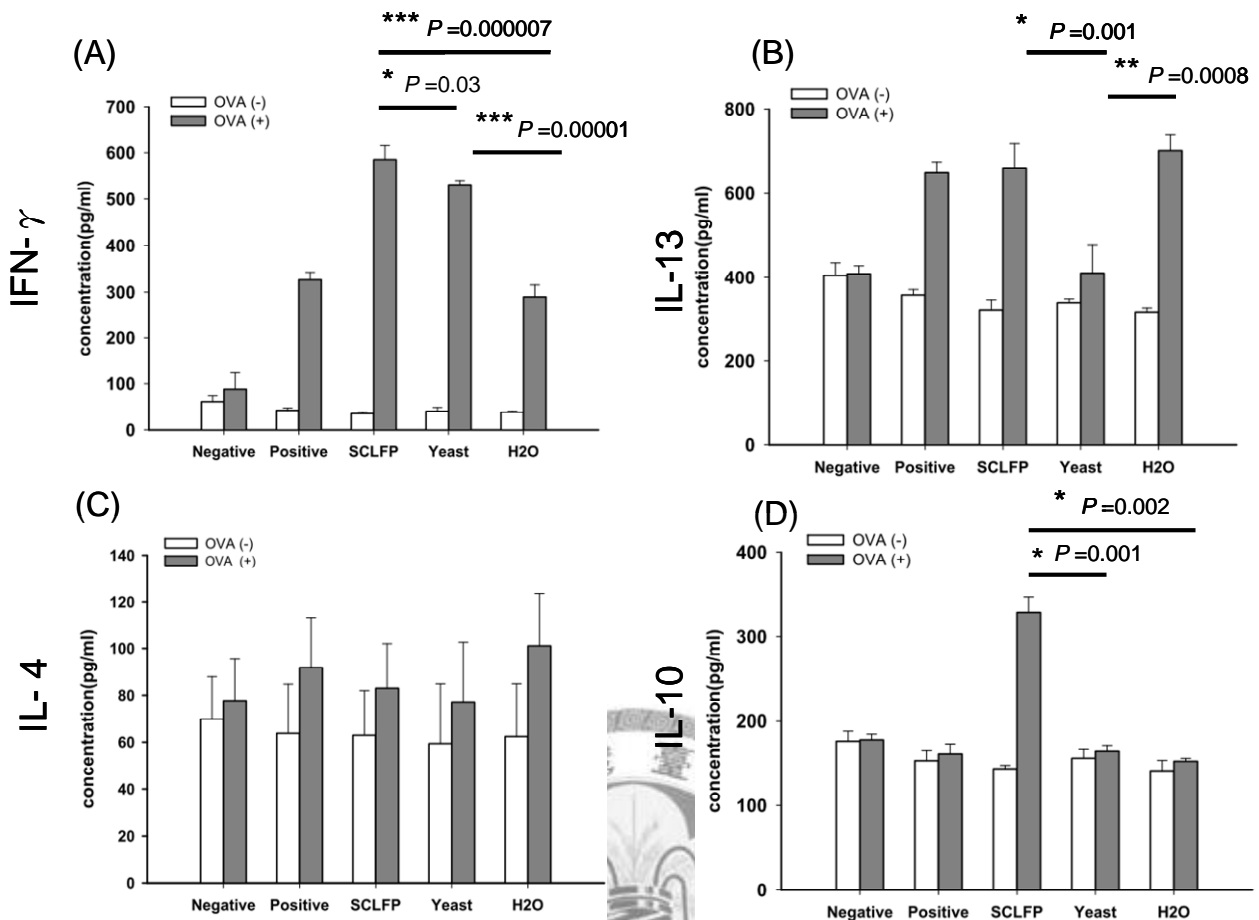 *** P =0.000007
(A)
* P =0.03
OVA (-)
OVA (+)
*** P =0.00001
700
600
500
400
300
200
100
0
concentration(pg/ml)
IFN- γ
Negative Positive SCLFP Yeast H2O
* P =0.001
(B)
** P =0.0008
OVA (-)
OVA (+)
800
600
400
200
0
concentration(pg/ml)
IL-13
Negative Positive SCLFP Yeast H2O
(C)
OVA (-)
OVA (+)
140
120
100
80
60
40
20
0
concentration(pg/ml)
IL- 4
Negative Positive SCLFP Yeast H2O
* P =0.002
(D)
* P =0.001
OVA (-)
OVA (+)
400
300
200
100
0
concentration(pg/ml)
IL-10
Negative Positive SCLFP Yeast H2O